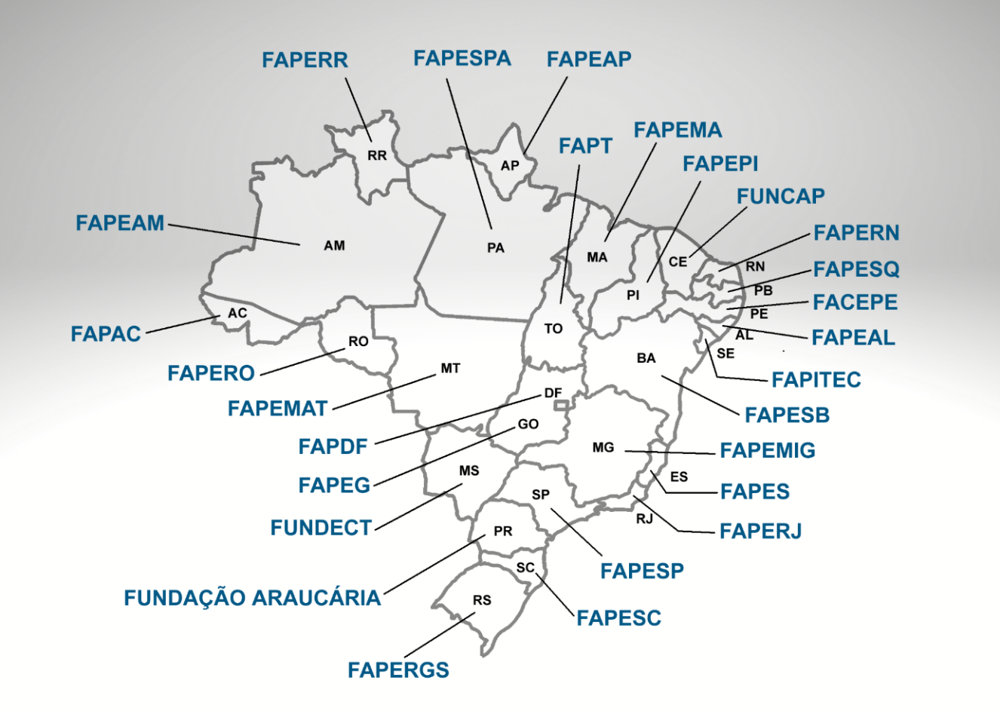 FAPERR
FAPESPA
FAPEAP
FAPEMA
FAPT
RR
AP
FAPEPI
FUNCAP
FAPEAM
FAPERN
AM
PA
MA
CE
RN
FAPESQ
PB
PI
FACEPE
AC
PE
FAPAC
TO
AL
FAPEAL
RO
SE
BA
FAPERO
MT
FAPITEC
DF
FAPEMAT
FAPESB
GO
FAPDF
MG
FAPEMIG
MS
ES
FAPEG
SP
FAPES
RJ
FUNDECT
PR
FAPERJ
SC
FAPESP
FUNDAÇÃO ARAUCÁRIA
RS
FAPESC
FAPERGS